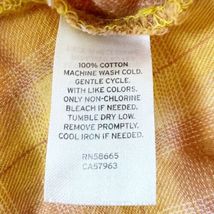 100% COTTON
MACHINE WASH COLD.
GENTLE CYCLE.
WITH LIKE COLORS.
ONLY NON-CHLORINE
BLEACH IF NEEDED.
TUMBLE DRY LOW.
REMOVE PROMPTLY.
COOL IRON IF NEEDED.
RN58665
CA57963